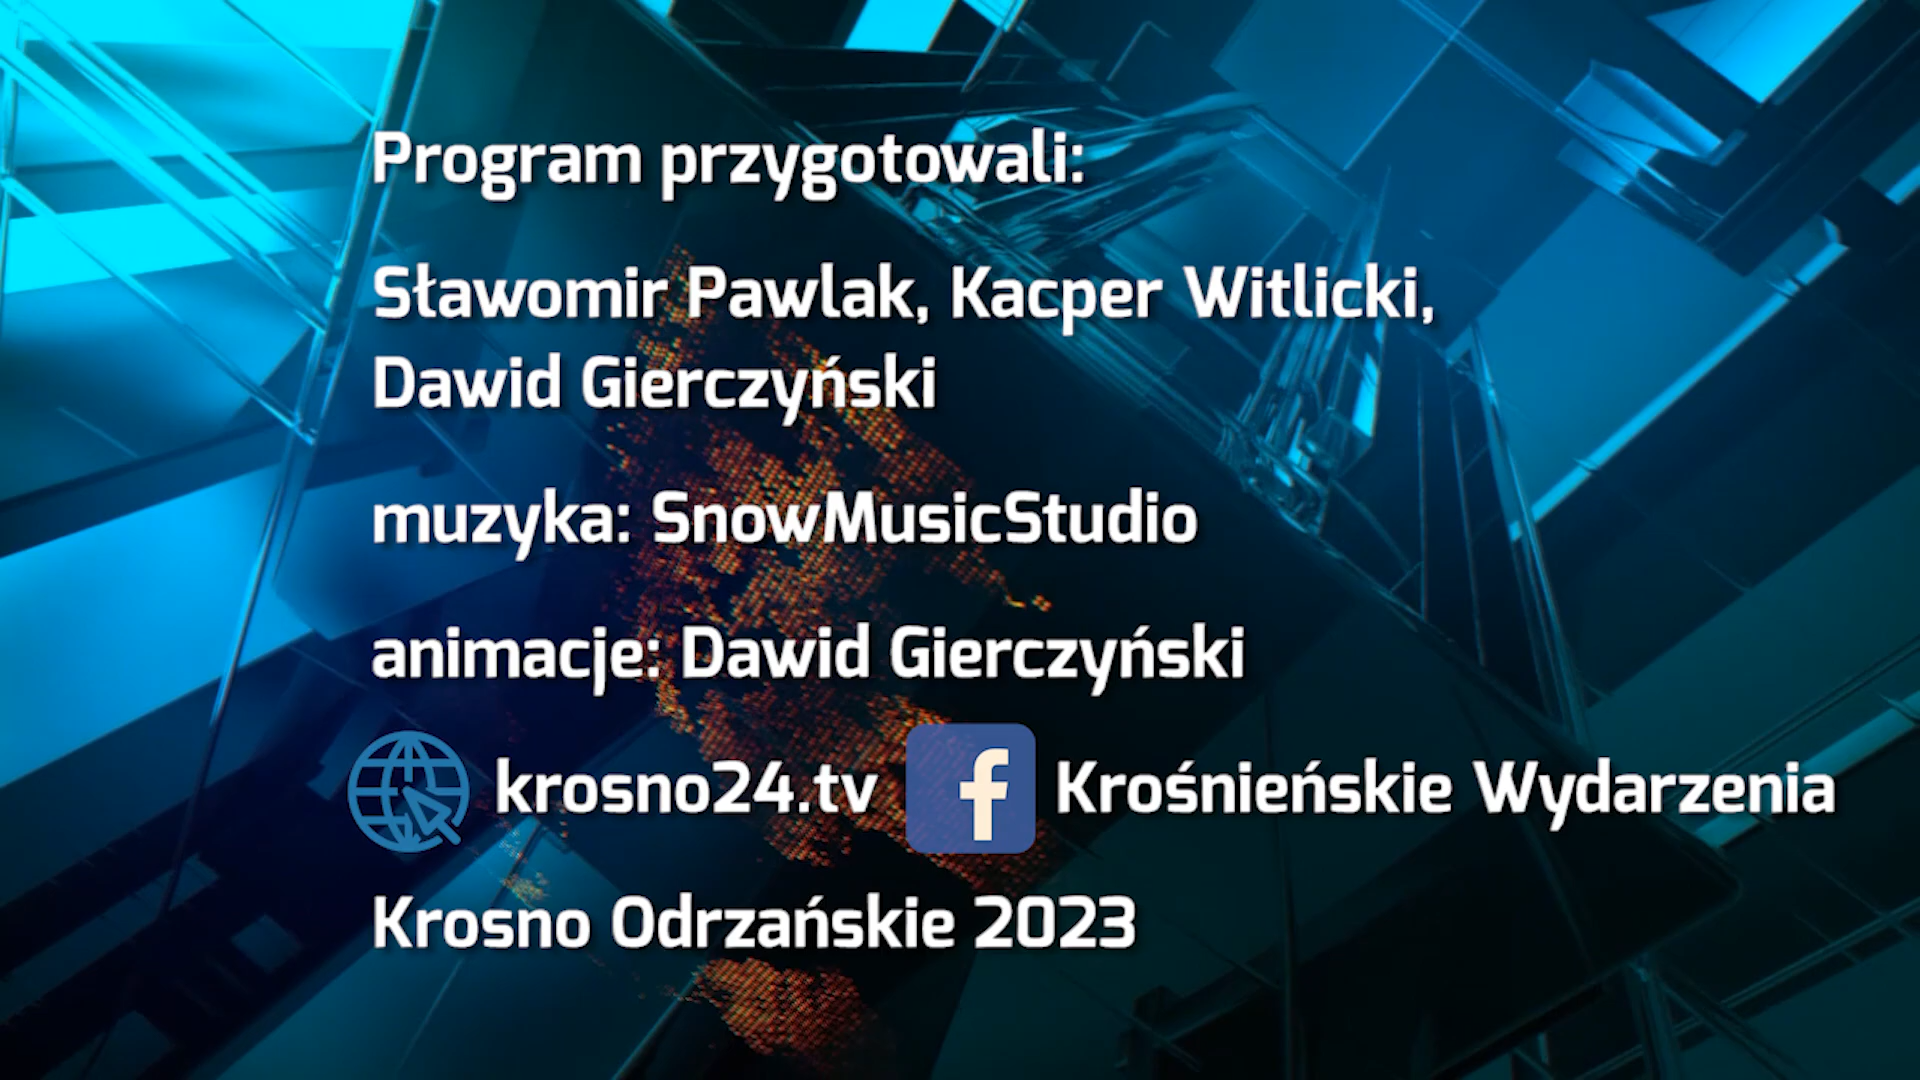 Program przygotowali:
Sławomir Pawlak, Kacper Witlicki,
Dawid Gierczyński
muzyka: SnowMusicStudio
animacje: Dawid Gierczyński
krosno24.tv f Krośnieńskie Wydarzenia
Krosno Odrzańskie 2023